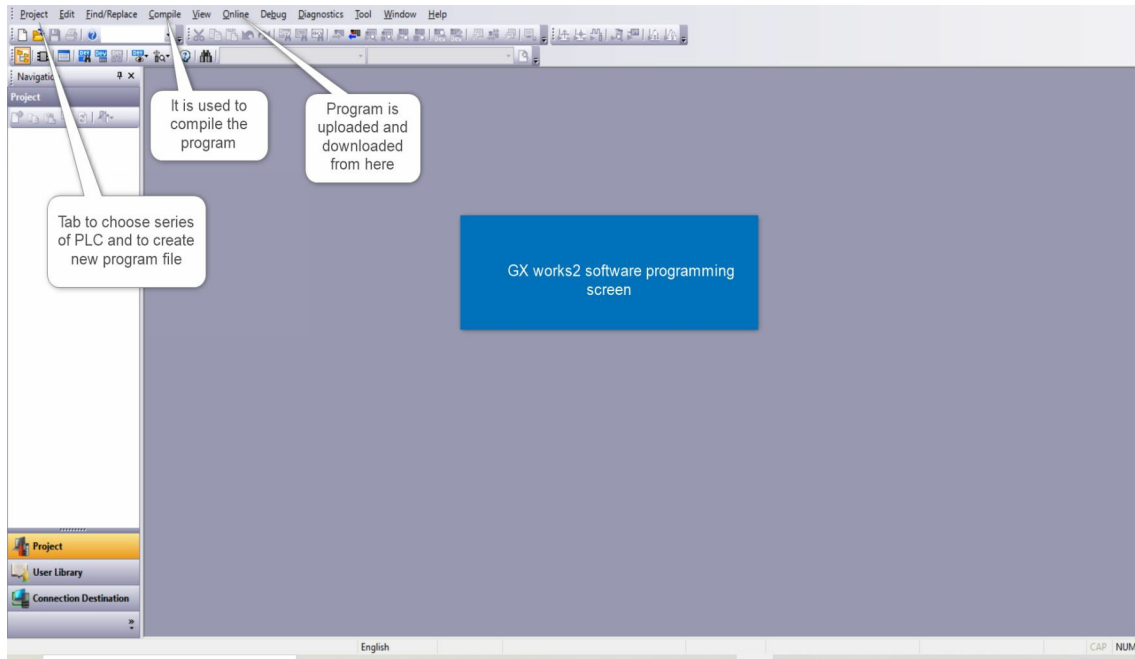 Project Edit Find/Replace Compile View Online Debug Diagnostics Tool Window Help
Project
It is used to
compile the
program
Program is
uploaded and
downloaded
from here
Tab to choose series
of PLC and to create
new program file
GX works2 software programming
screen
Project
User Library
Connection Destination
English
CAP NUM